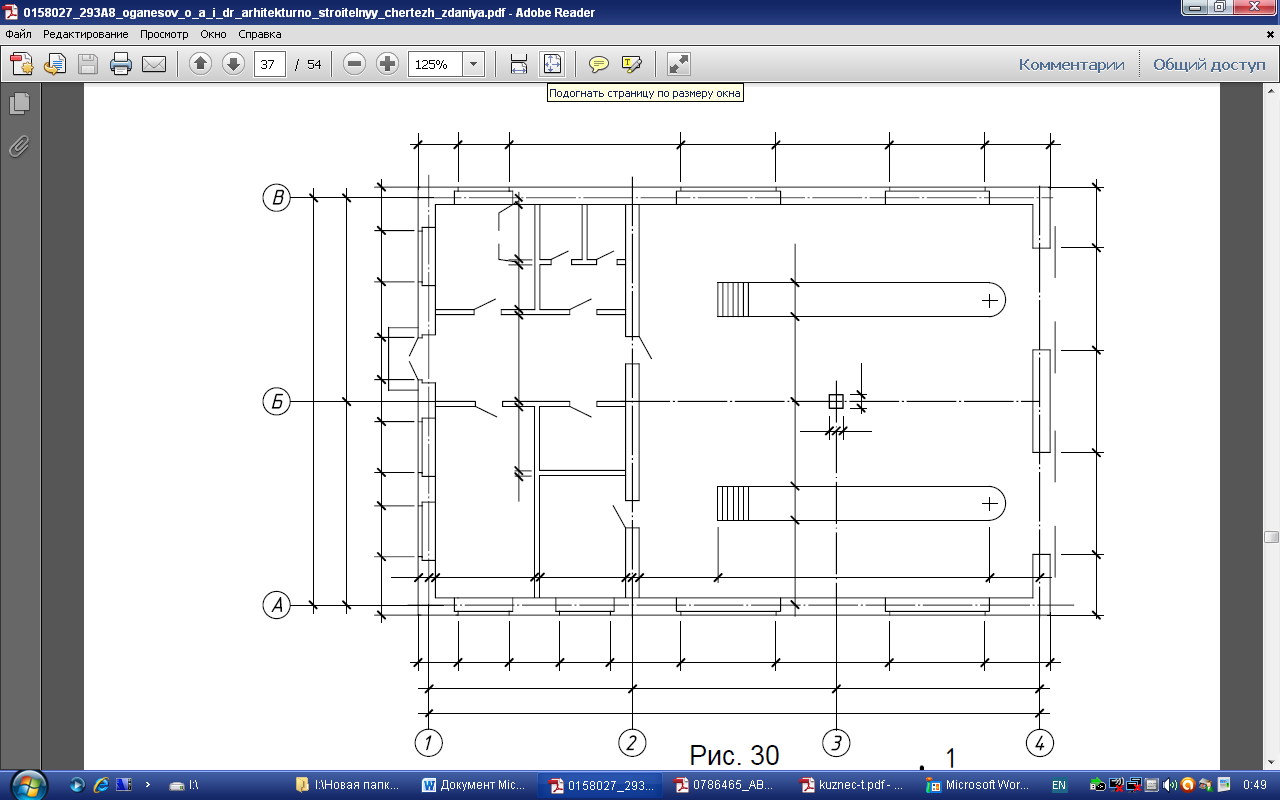 0158027_293A8_oganesov_o_a_i_dr_arhitekturno_stroitelnyy_chertezh_zdaniya.pdf - Adobe Reader
Файл Редактирование Просмотр Окно Справка
37 / 54 125% Комментарии Общий доступ
Подогнать страницу по размеру окна
В
Б
А
1 2 3 4
Рис. 30
. 1
I:\ I:\Новая папк... Документ Mic... 0158027_293... 0786465_AB... kuznec-t.pdf - ... Microsoft Wor... EN 0:49